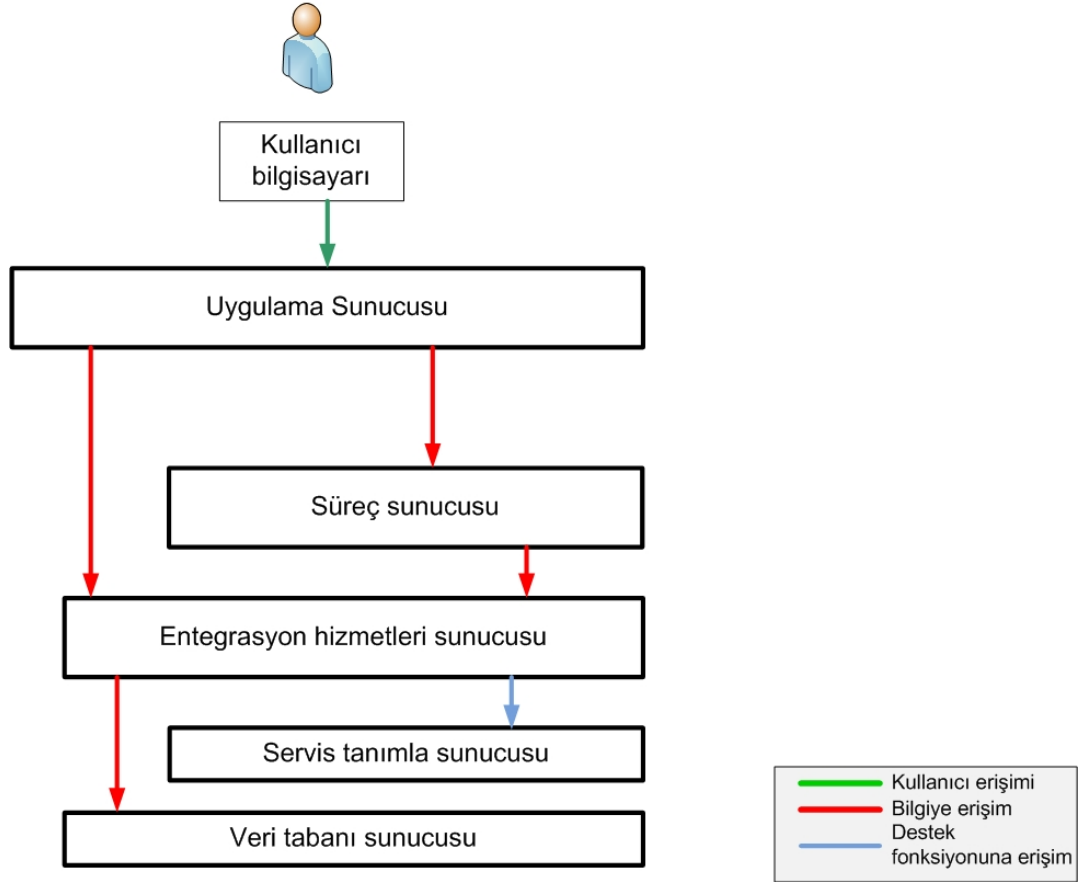 Kullanıcı
bilgisayarı
Uygulama Sunucusu
Süreç sunucusu
Entegrasyon hizmetleri sunucusu
Servis tanımla sunucusu
Veri tabanı sunucusu
Kullanıcı erişimi
Bilgiye erişim
Destek
fonksiyonuna erişim